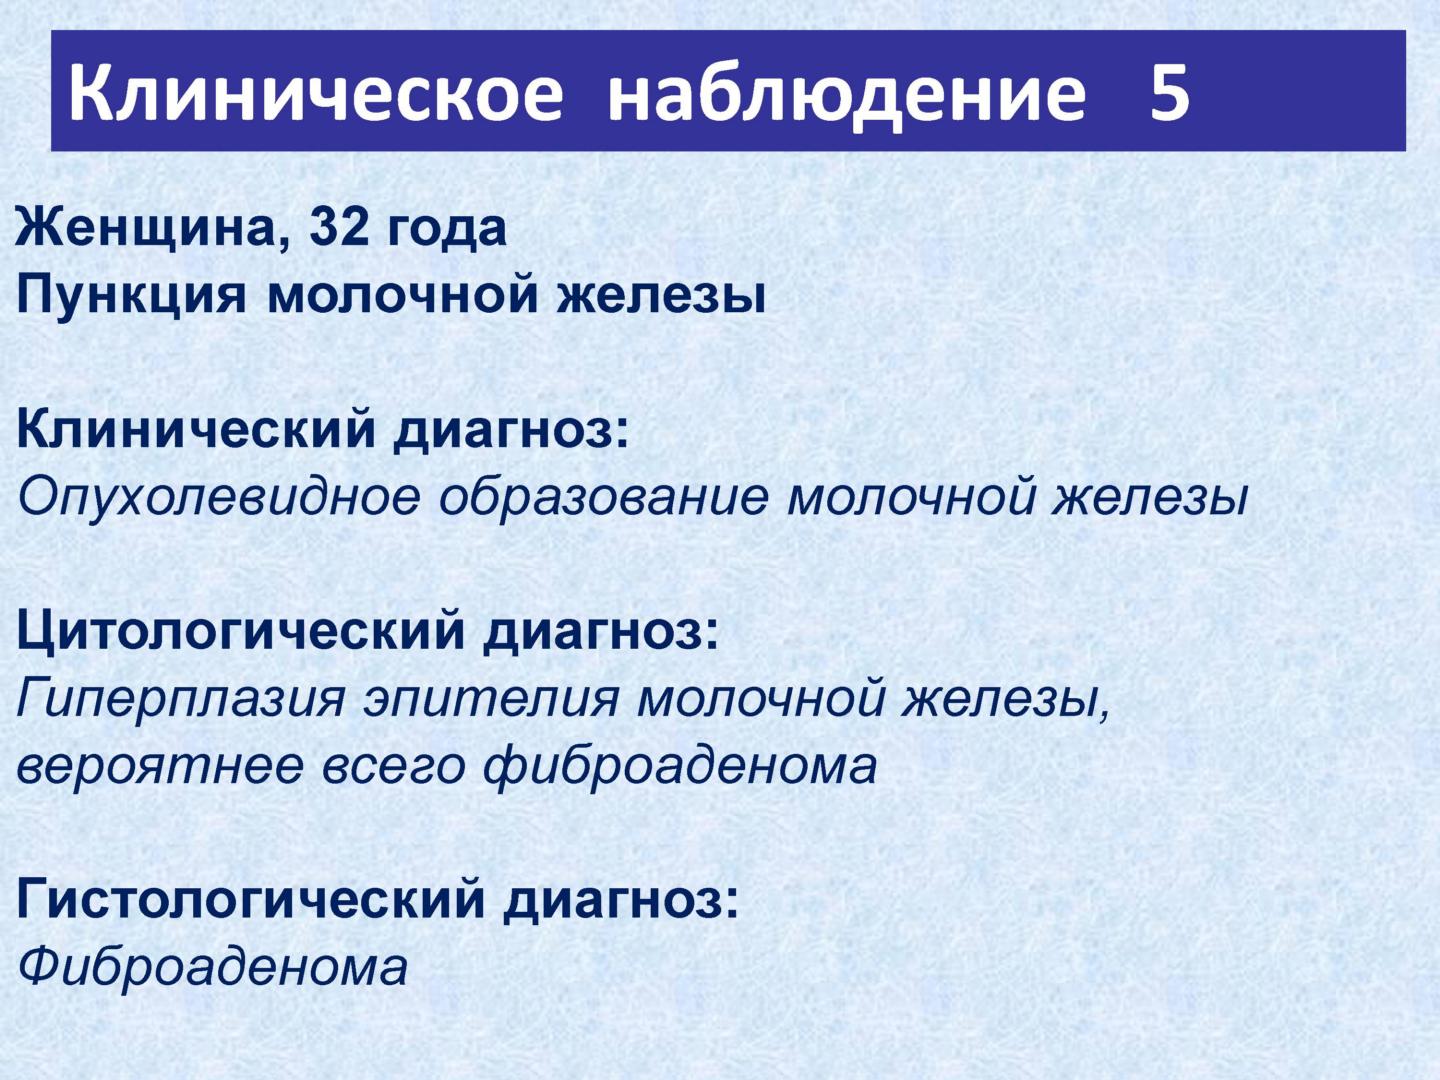 Клиническое наблюдение 5
Женщина, 32 года
Пункция молочной железы
Клинический диагноз:
Опухолевидное образование молочной железы
Цитологический диагноз:
Гиперплазия эпителия молочной железы,
вероятнее всего фиброаденома
Гистологический диагноз:
Фиброаденома